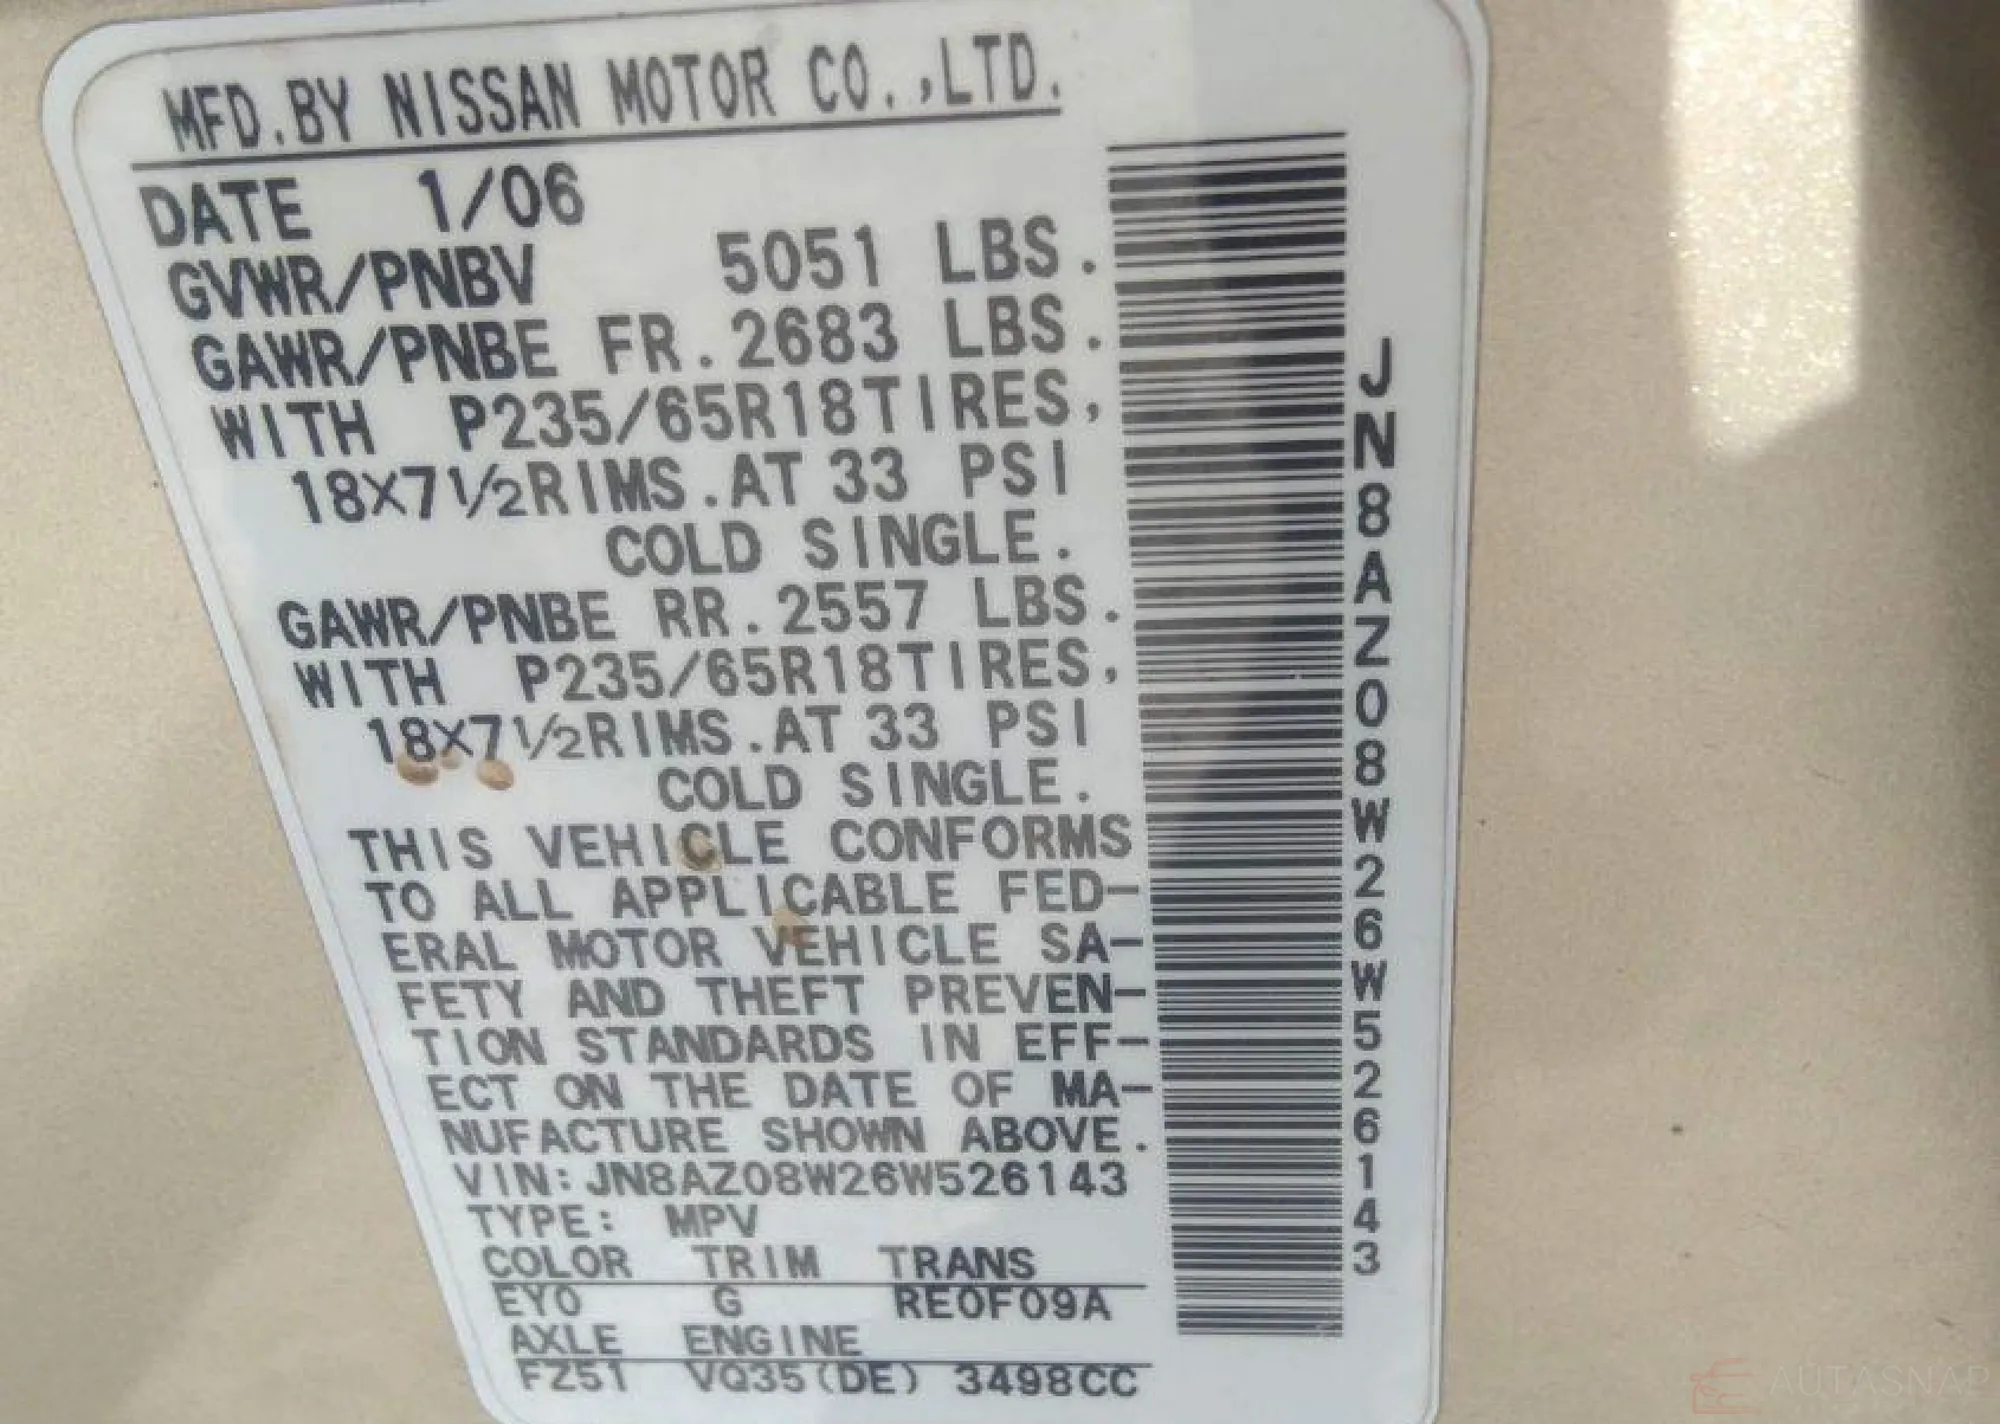 MFD.BY NISSAN MOTOR CO.,LTD.
DATE 1/06
GVWR/PNBV 5051 LBS.
GAWR/PNBE FR.2683 LBS.
WITH P235/65R18TIRES,
18X7½RIMS.AT 33 PSI
COLD SINGLE.
GAWR/PNBE RR.2557 LBS.
WITH P235/65R18TIRES,
18X7½RIMS.AT 33 PSI
COLD SINGLE.
THIS VEHICLE CONFORMS
TO ALL APPLICABLE FED-
ERAL MOTOR VEHICLE SA-
FETY AND THEFT PREVEN-
TION STANDARDS IN EFF-
ECT ON THE DATE OF MA-
NUFACTURE SHOWN ABOVE.
VIN:JN8AZ08W26W526143
TYPE: MPV
COLOR TRIM TRANS
EY0 G RE0F09A
AXLE ENGINE
FZ51 VQ35(DE) 3498CC
JN8AZ08W26W526143
AUTASNAP